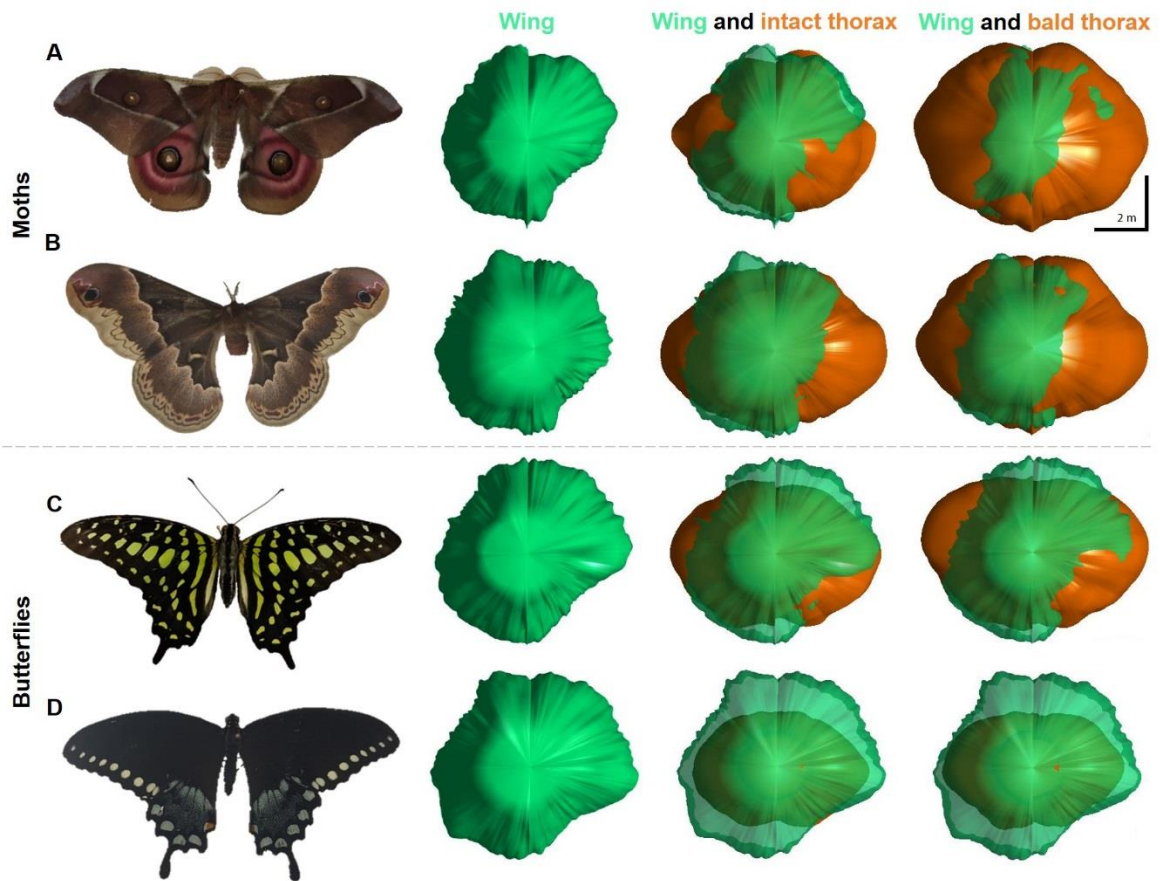 Wing
Wing and intact thorax
Wing and bald thorax
A
2 m
Moths
B
C
Butterflies
D